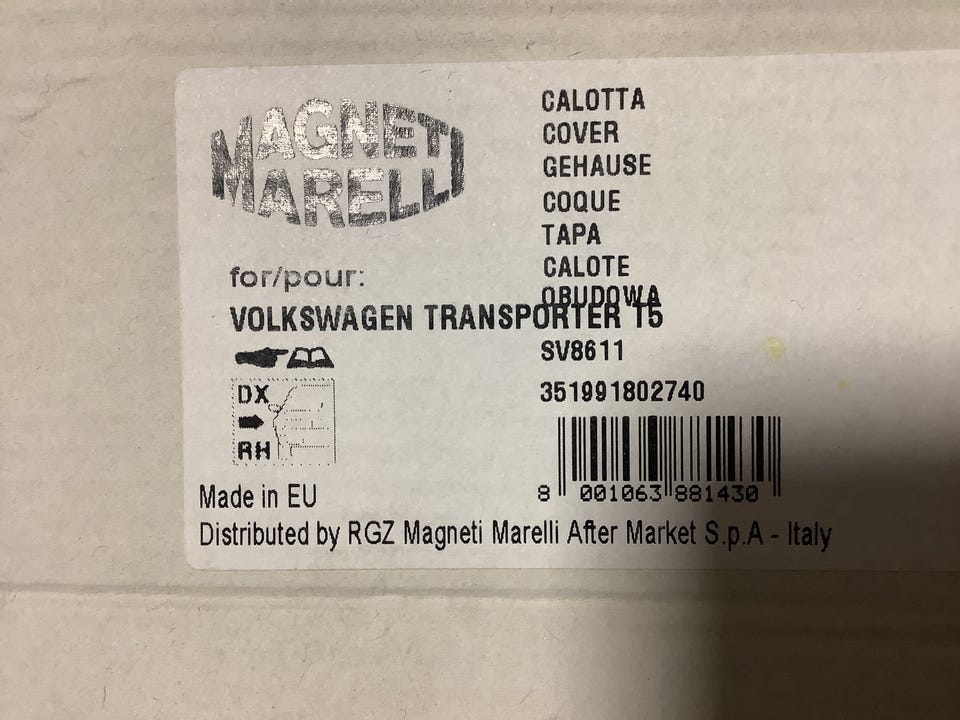 MAGNETI
MARELLI
CALOTTA
COVER
GEHAUSE
COQUE
TAPA
CALOTE
OBUDOWA
for/pour:
VOLKSWAGEN TRANSPORTER T5
SV8611
351991802740
DX
RH
8 001063 881430
Made in EU
Distributed by RGZ Magneti Marelli After Market S.p.A - Italy